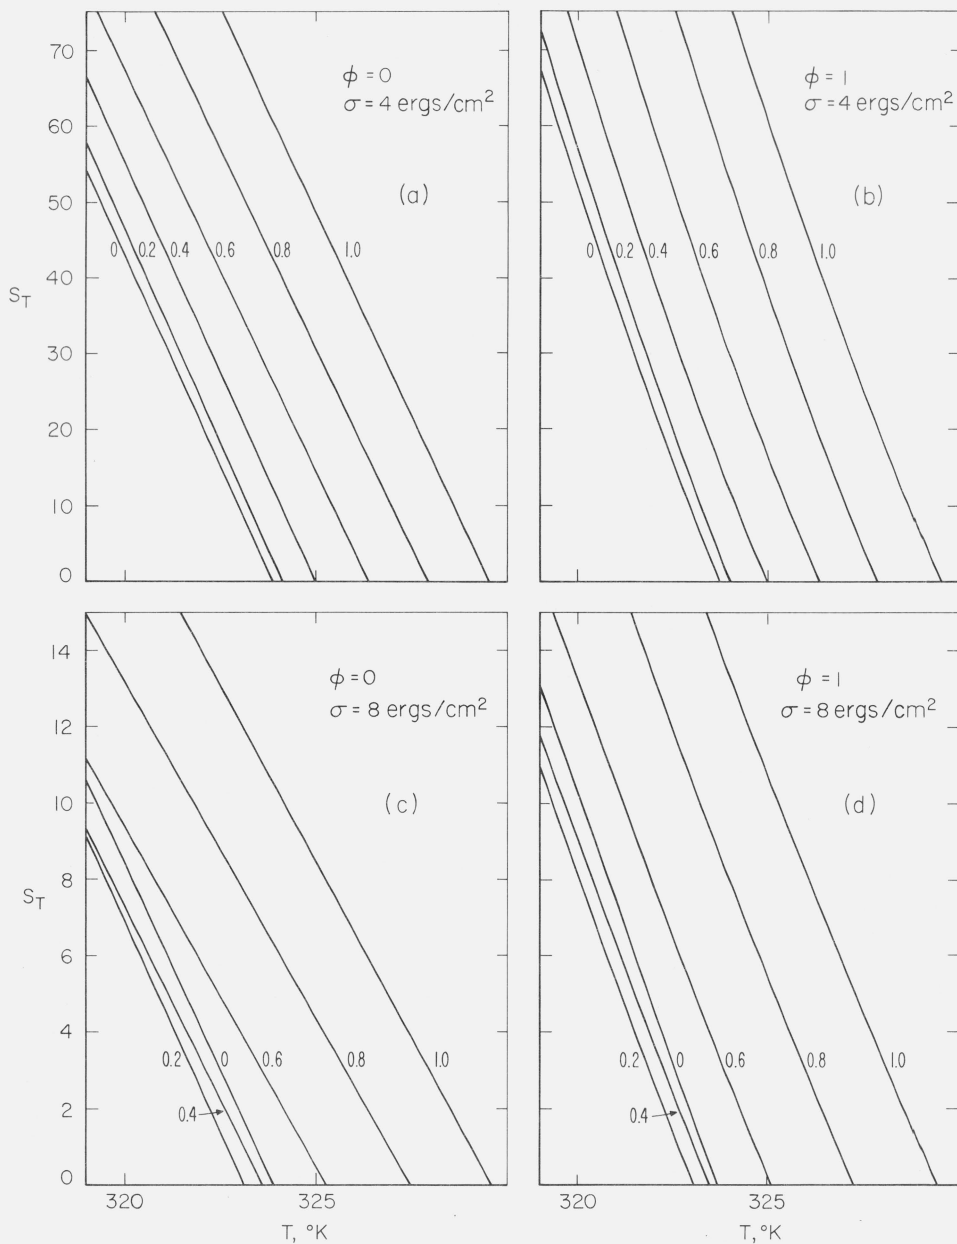 70
60
50
40
30
20
10
0
S_T
φ = 0
σ = 4 ergs/cm²
(a)
0 0.2 0.4 0.6 0.8 1.0
φ = 1
σ = 4 ergs/cm²
(b)
0 0.2 0.4 0.6 0.8 1.0
14
12
10
8
6
4
2
0
S_T
φ = 0
σ = 8 ergs/cm²
(c)
0.2 0 0.6 0.8 1.0
0.4
320 325
T, °K
φ = 1
σ = 8 ergs/cm²
(d)
0.2 0 0.6 0.8 1.0
0.4
320 325
T, °K